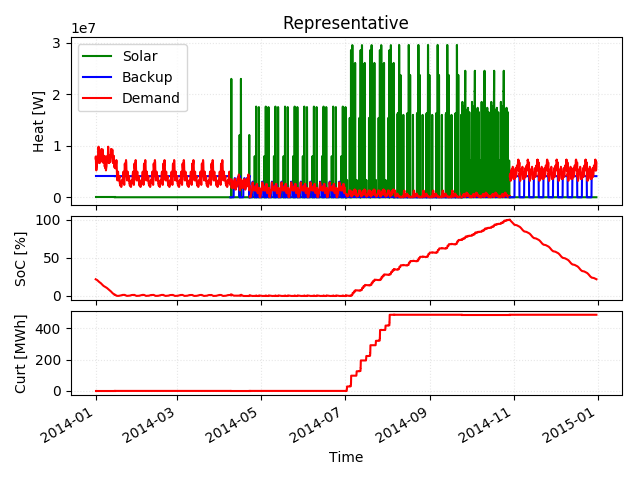 Representative
1e7
Solar
Backup
Demand
Heat [W]
3
2
1
0
SoC [%]
100
50
0
Curt [MWh]
400
200
0
2014-01
2014-03
2014-05
2014-07
2014-09
2014-11
2015-01
Time